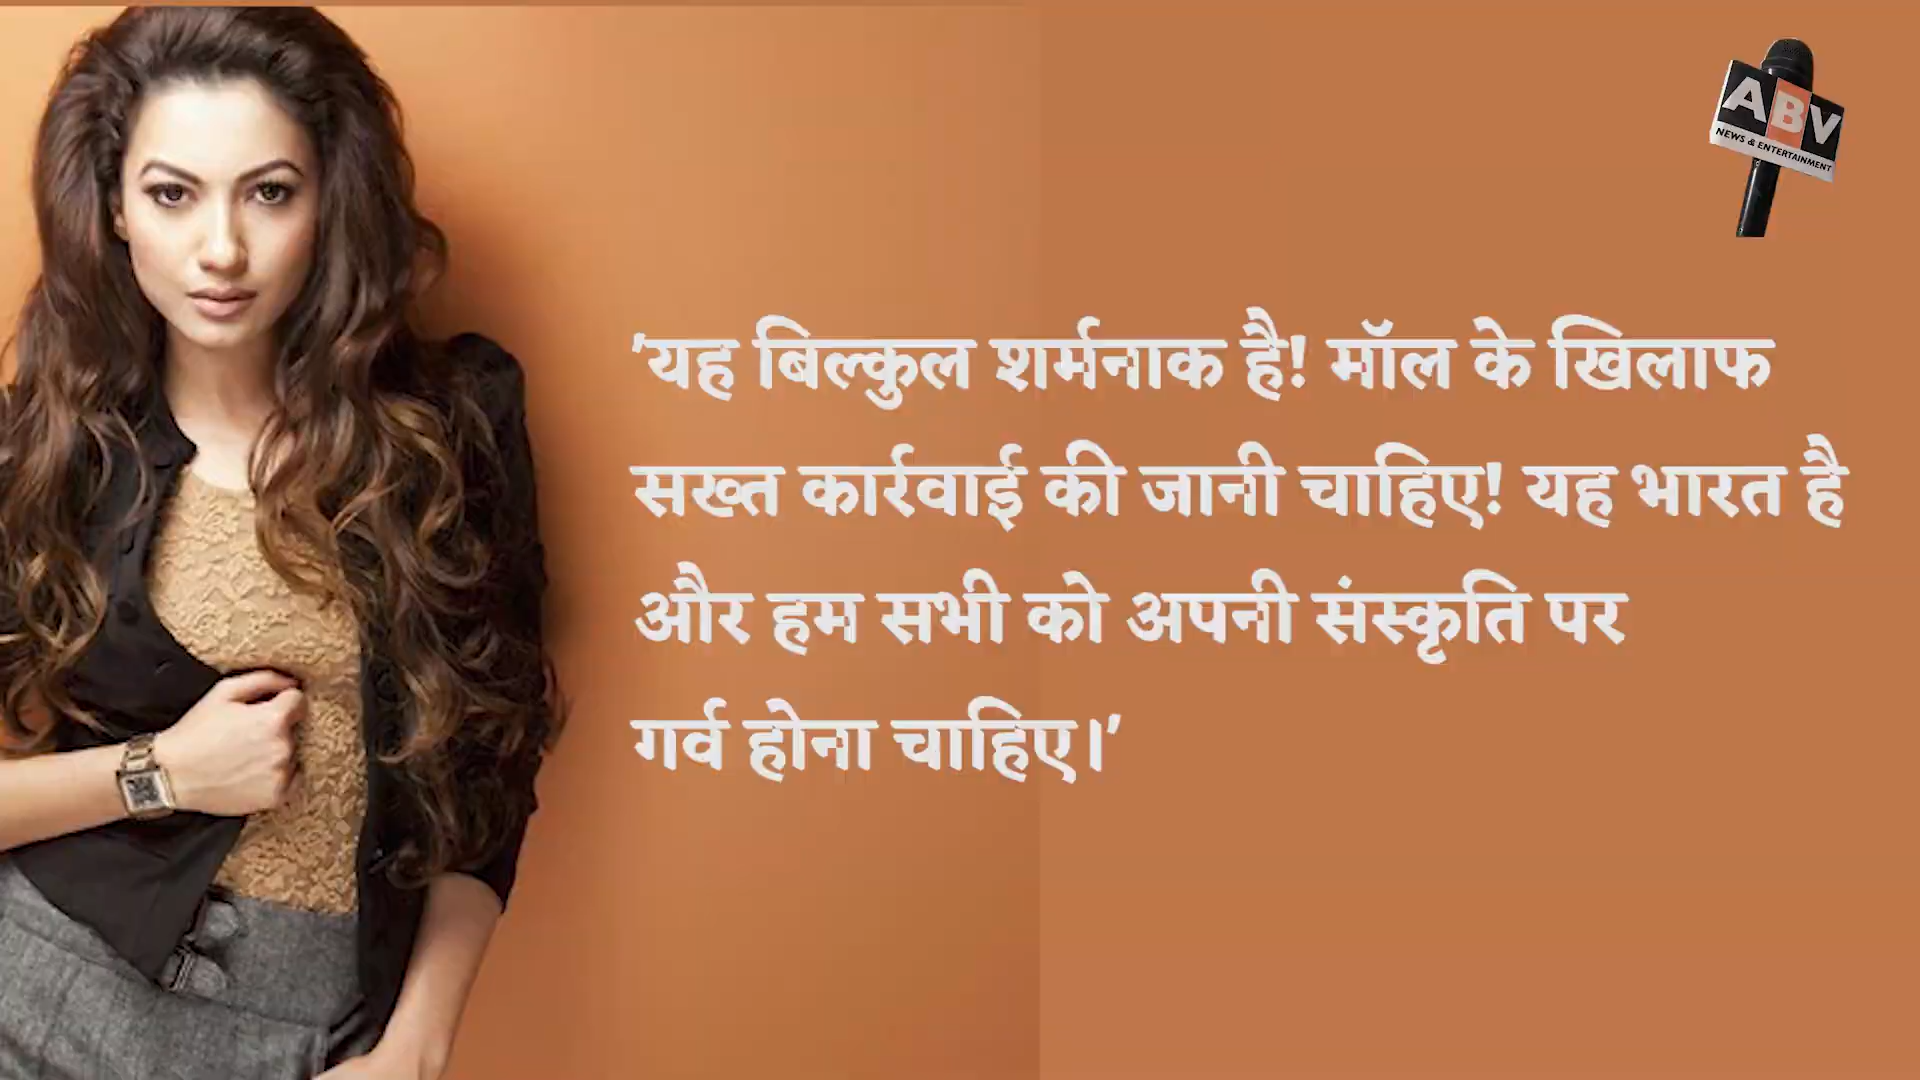 ABV
NEWS & ENTERTAINMENT
'यह बिल्कुल शर्मनाक है! मॉल के खिलाफ
सख्त कार्रवाई की जानी चाहिए! यह भारत है
और हम सभी को अपनी संस्कृति पर
गर्व होना चाहिए।'